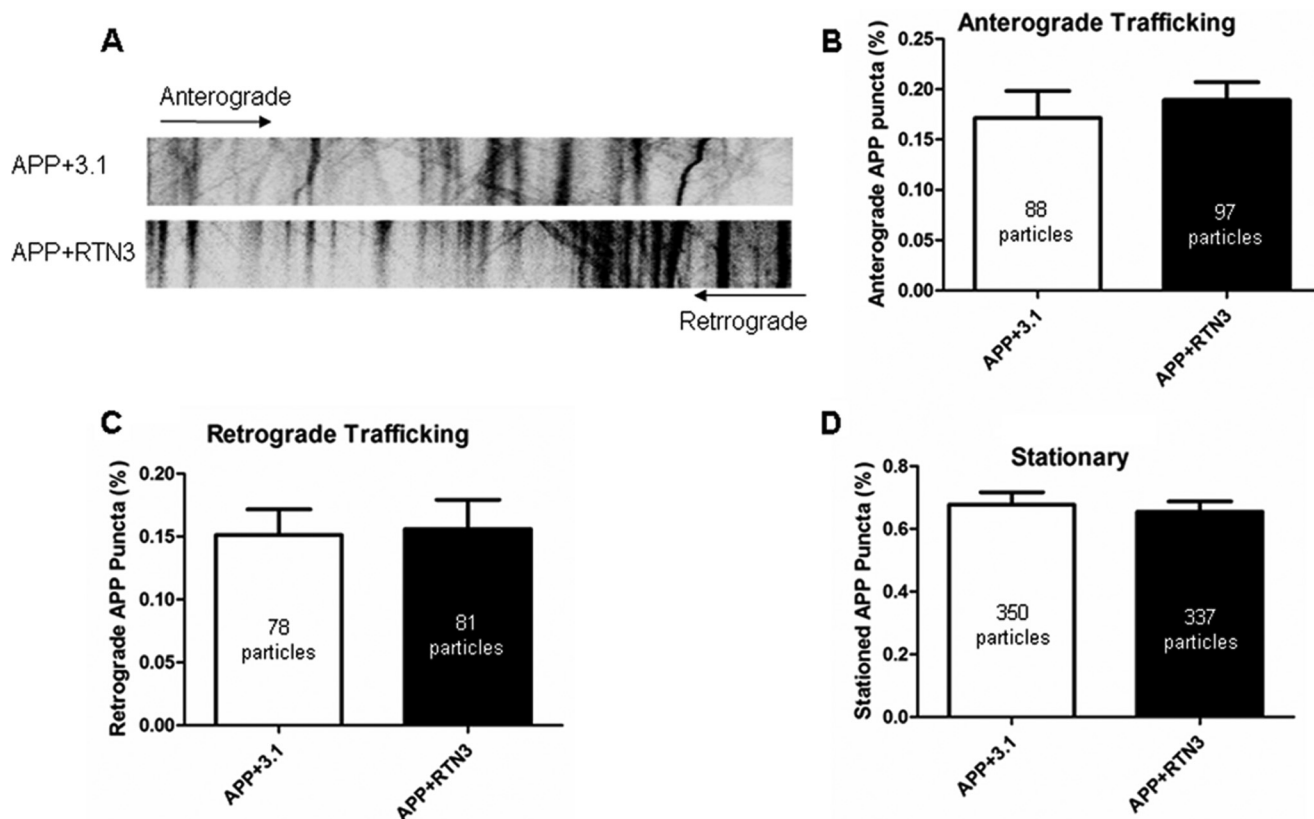 A
Anterograde
APP+3.1
APP+RTN3
Retrrograde
B
Anterograde Trafficking
Anterograde APP puncta (%)
0.25
0.20
0.15
0.10
0.05
0.00
88
particles
97
particles
APP+3.1
APP+RTN3
C
Retrograde Trafficking
Retrograde APP Puncta (%)
0.20
0.15
0.10
0.05
0.00
78
particles
81
particles
APP+3.1
APP+RTN3
D
Stationary
Stationed APP Puncta (%)
0.8
0.6
0.4
0.2
0.0
350
particles
337
particles
APP+3.1
APP+RTN3